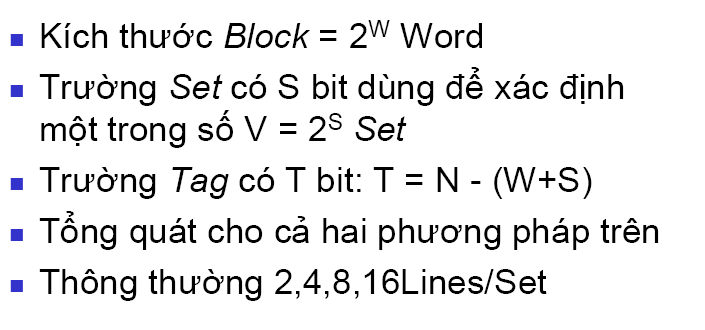 ▪ Kích thước Block = 2^W Word
▪ Trường Set có S bit dùng để xác định
một trong số V = 2^S Set
▪ Trường Tag có T bit: T = N - (W+S)
▪ Tổng quát cho cả hai phương pháp trên
▪ Thông thường 2,4,8,16Lines/Set